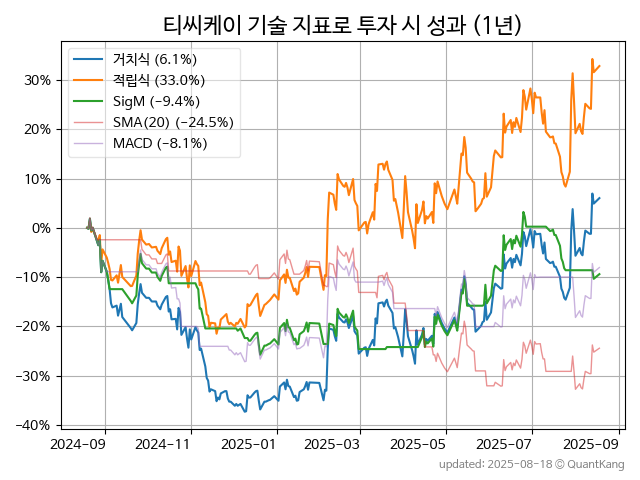 티씨케이 기술 지표로 투자 시 성과 (1년)
거치식 (6.1%)
적립식 (33.0%)
SigM (-9.4%)
SMA(20) (-24.5%)
MACD (-8.1%)
30%
20%
10%
0%
-10%
-20%
-30%
-40%
2024-09 2024-11 2025-01 2025-03 2025-05 2025-07 2025-09
updated: 2025-08-18 © QuantKang